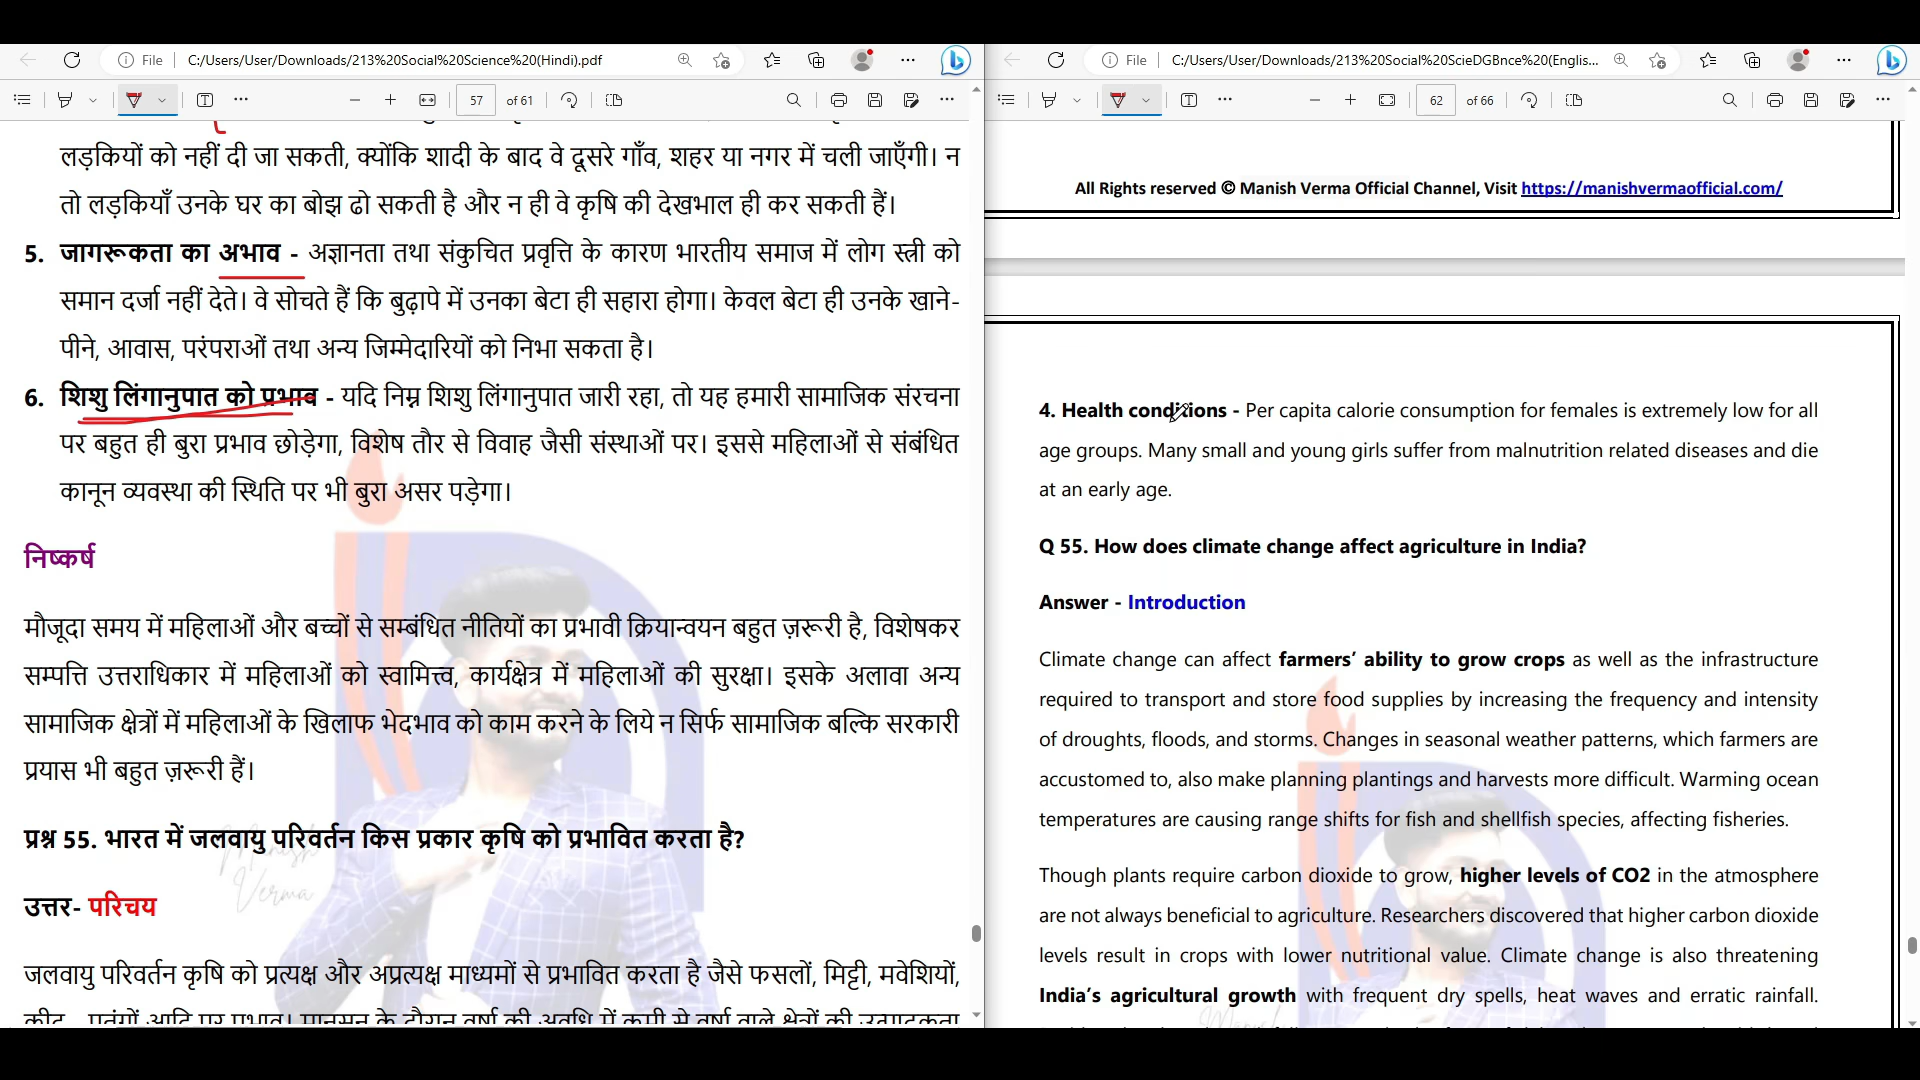 File
C:/Users/User/Downloads/213%20Social%20Science%20(Hindi).pdf
57 of 61
लड़कियों को नहीं दी जा सकती, क्योंकि शादी के बाद वे दूसरे गाँव, शहर या नगर में चली जाएँगी। न
तो लड़कियाँ उनके घर का बोझ ढो सकती है और न ही वे कृषि की देखभाल ही कर सकती हैं।
5. जागरूकता का अभाव - अज्ञानता तथा संकुचित प्रवृत्ति के कारण भारतीय समाज में लोग स्त्री को
समान दर्जा नहीं देते। वे सोचते हैं कि बुढ़ापे में उनका बेटा ही सहारा होगा। केवल बेटा ही उनके खाने-
पीने, आवास, परंपराओं तथा अन्य जिम्मेदारियों को निभा सकता है।
6. शिशु लिंगानुपात को प्रभाव - यदि निम्न शिशु लिंगानुपात जारी रहा, तो यह हमारी सामाजिक संरचना
पर बहुत ही बुरा प्रभाव छोड़ेगा, विशेष तौर से विवाह जैसी संस्थाओं पर। इससे महिलाओं से संबंधित
कानून व्यवस्था की स्थिति पर भी बुरा असर पड़ेगा।
निष्कर्ष
मौजूदा समय में महिलाओं और बच्चों से सम्बंधित नीतियों का प्रभावी क्रियान्वयन बहुत ज़रूरी है, विशेषकर
सम्पत्ति उत्तराधिकार में महिलाओं को स्वामित्त्व, कार्यक्षेत्र में महिलाओं की सुरक्षा। इसके अलावा अन्य
सामाजिक क्षेत्रों में महिलाओं के खिलाफ भेदभाव को काम करने के लिये न सिर्फ सामाजिक बल्कि सरकारी
प्रयास भी बहुत ज़रूरी हैं।
प्रश्न 55. भारत में जलवायु परिवर्तन किस प्रकार कृषि को प्रभावित करता है?
Manish
Verma
उत्तर- परिचय
जलवायु परिवर्तन कृषि को प्रत्यक्ष और अप्रत्यक्ष माध्यमों से प्रभावित करता है जैसे फसलों, मिट्टी, मवेशियों,
File
C:/Users/User/Downloads/213%20Social%20ScieDGBnce%20(Englis...
62 of 66
All Rights reserved © Manish Verma Official Channel, Visit https://manishvermaofficial.com/
4. Health conditions - Per capita calorie consumption for females is extremely low for all
age groups. Many small and young girls suffer from malnutrition related diseases and die
at an early age.
Q 55. How does climate change affect agriculture in India?
Answer - Introduction
Climate change can affect farmers’ ability to grow crops as well as the infrastructure
required to transport and store food supplies by increasing the frequency and intensity
of droughts, floods, and storms. Changes in seasonal weather patterns, which farmers are
accustomed to, also make planning plantings and harvests more difficult. Warming ocean
temperatures are causing range shifts for fish and shellfish species, affecting fisheries.
Though plants require carbon dioxide to grow, higher levels of CO2 in the atmosphere
are not always beneficial to agriculture. Researchers discovered that higher carbon dioxide
levels result in crops with lower nutritional value. Climate change is also threatening
India’s agricultural growth with frequent dry spells, heat waves and erratic rainfall.